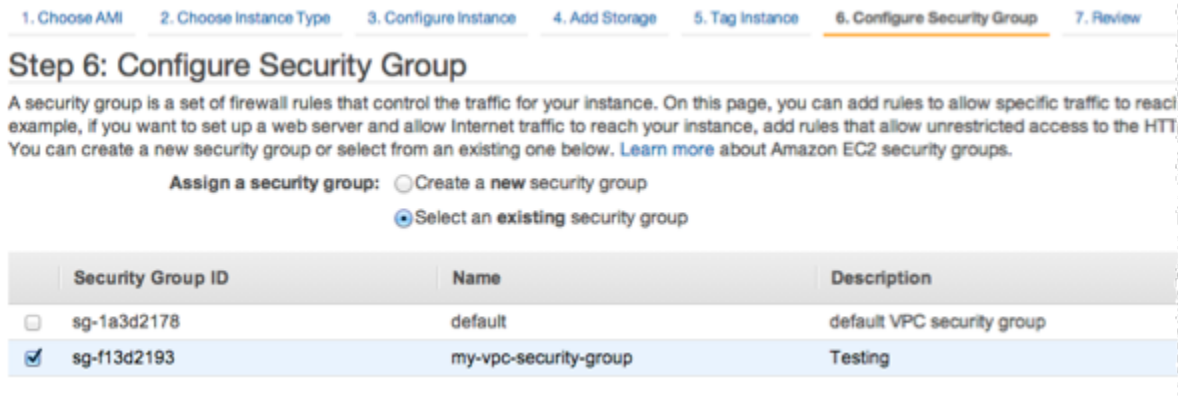 1. Choose AMI 2. Choose Instance Type 3. Configure Instance 4. Add Storage 5. Tag Instance 6. Configure Security Group 7. Review
Step 6: Configure Security Group
A security group is a set of firewall rules that control the traffic for your instance. On this page, you can add rules to allow specific traffic to
example, if you want to set up a web server and allow Internet traffic to reach your instance, add rules that allow unrestricted access to the
You can create a new security group or select from an existing one below. Learn more about Amazon EC2 security groups.
Assign a security group: Create a new security group
Select an existing security group
Security Group ID Name Description
sg-1a3d2178 default default VPC security group
sg-f13d2193 my-vpc-security-group Testing